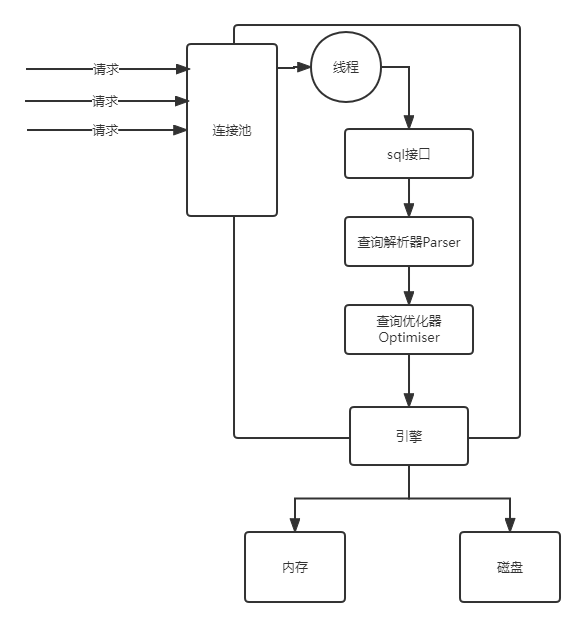 请求
请求
请求
连接池
线程
sql接口
查询解析器Parser
查询优化器
Optimiser
引擎
内存
磁盘